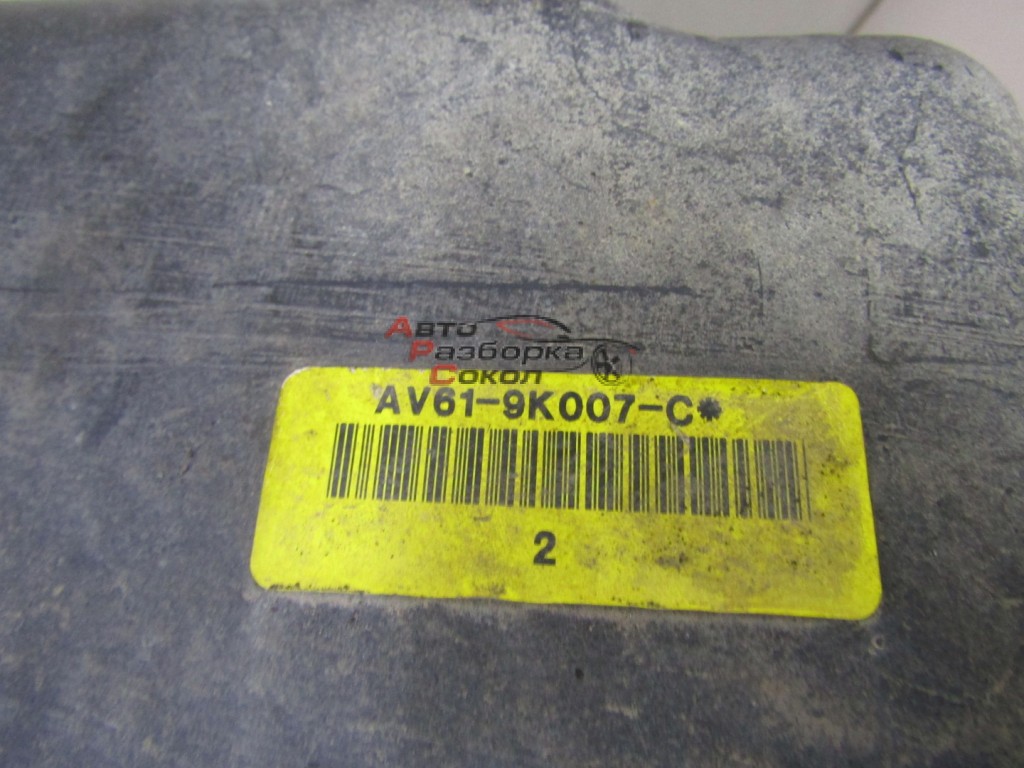 Авто
Разборка
Сокол
AV61-9K007-C*
2